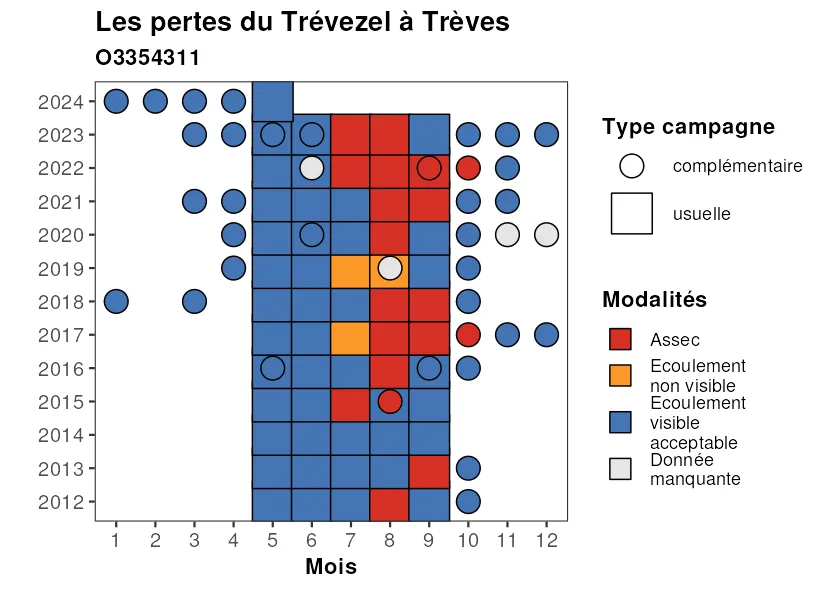 Les pertes du Trévezel à Trèves
O3354311
2024
2023
2022
2021
2020
2019
2018
2017
2016
2015
2014
2013
2012
1 2 3 4 5 6 7 8 9 10 11 12
Mois
Type campagne
complémentaire
usuelle
Modalités
Assec
Ecoulement
non visible
Ecoulement
visible
acceptable
Donnée
manquante